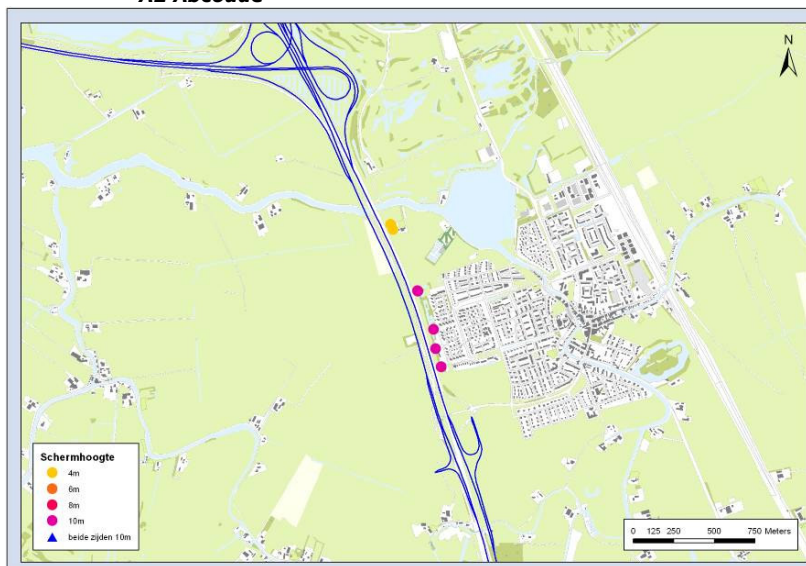 A2 Abcoude
N
Schermhoogte
4m
6m
8m
10m
beide zijden 10m
0 125 250 500 750 Meters